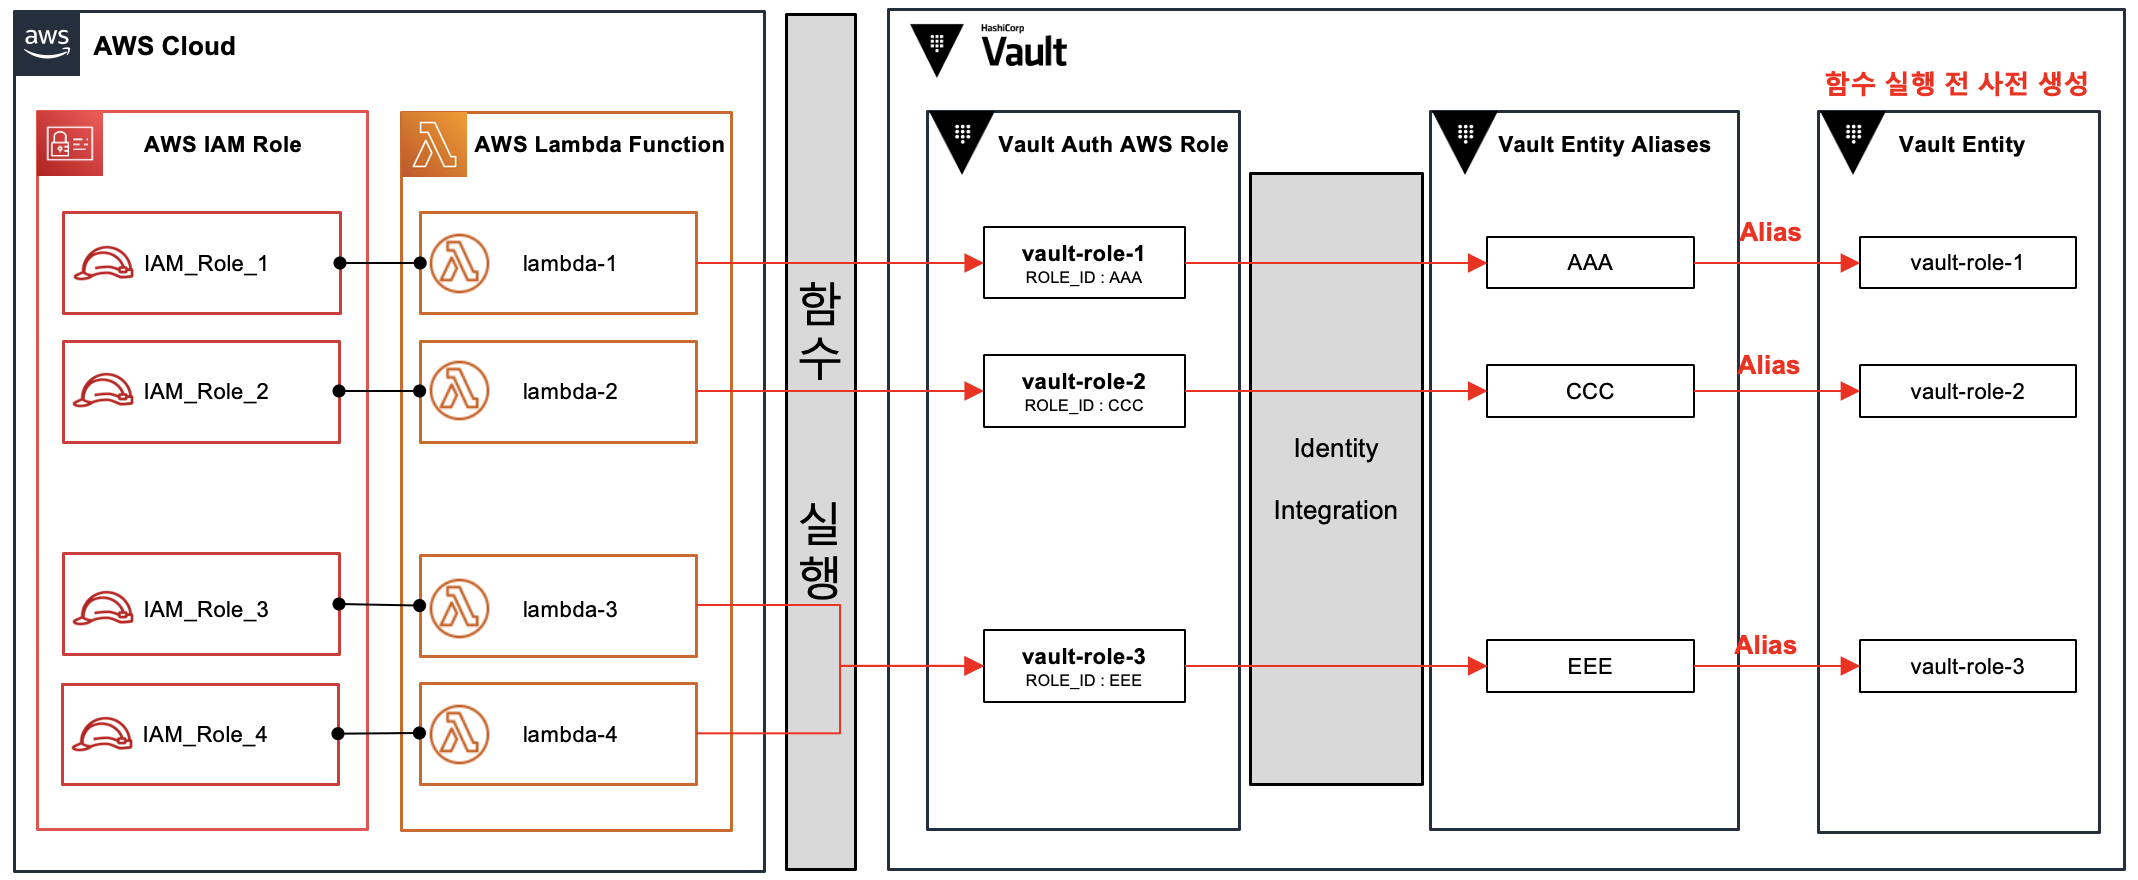 aws
AWS Cloud
AWS IAM Role
IAM_Role_1
IAM_Role_2
IAM_Role_3
IAM_Role_4
AWS Lambda Function
lambda-1
lambda-2
lambda-3
lambda-4
함
수
실
행
HashiCorp
Vault
함수 실행 전 사전 생성
Vault Auth AWS Role
vault-role-1
ROLE_ID : AAA
vault-role-2
ROLE_ID : CCC
vault-role-3
ROLE_ID : EEE
Identity
Integration
Vault Entity Aliases
AAA
CCC
EEE
Alias
Alias
Alias
Vault Entity
vault-role-1
vault-role-2
vault-role-3